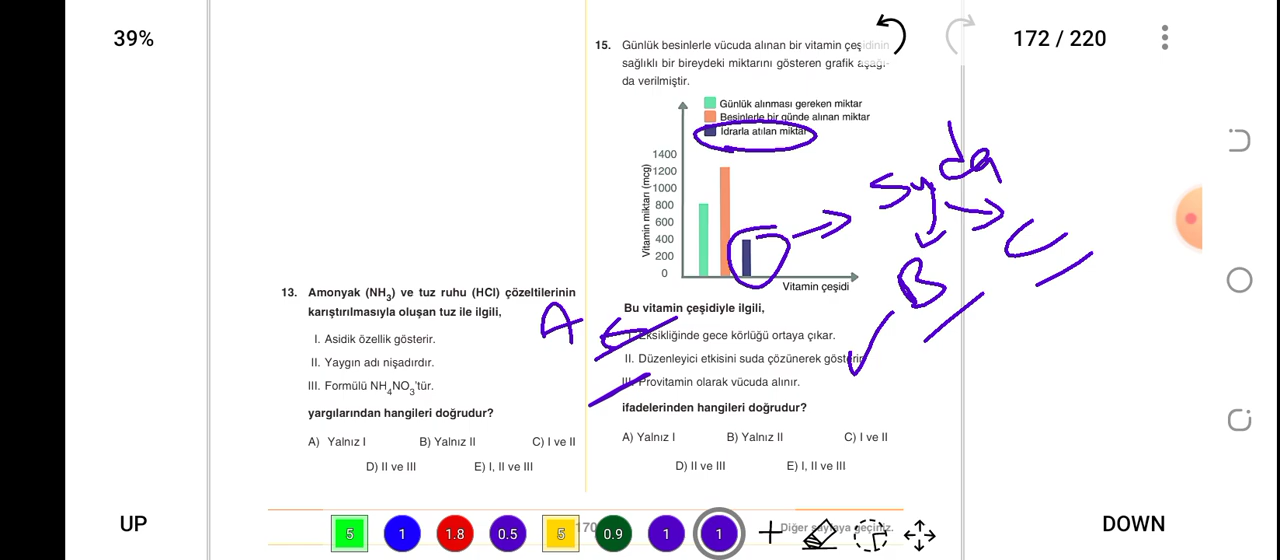 39%
172 / 220
15. Günlük besinlerle vücuda alınan bir vitamin çeşidinin
sağlıklı bir bireydeki miktarını gösteren grafik aşağı-
da verilmiştir.
Günlük alınması gereken miktar
Besinlerle bir günde alınan miktar
İdrarla atılan miktar
Vitamin miktarı (mcg)
1400
1200
1000
800
600
400
200
0
Vitamin çeşidi
Suda
B
C
13. Amonyak (NH₃) ve tuz ruhu (HCl) çözeltilerinin
karıştırılmasıyla oluşan tuz ile ilgili,
I. Asidik özellik gösterir.
II. Yaygın adı nişadırdır.
III. Formülü NH₄NO₃'tür.
yargılarından hangileri doğrudur?
A) Yalnız I B) Yalnız II C) I ve II
D) II ve III E) I, II ve III
A
Bu vitamin çeşidiyle ilgili,
I. Eksikliğinde gece körlüğü ortaya çıkar.
II. Düzenleyici etkisini suda çözünerek gösterir.
III. Provitamin olarak vücuda alınır.
ifadelerinden hangileri doğrudur?
A) Yalnız I B) Yalnız II C) I ve II
D) II ve III E) I, II ve III
170
Diğer sayfaya geçiniz.
UP
5 1 1.8 0.5 5 0.9 1 1
DOWN